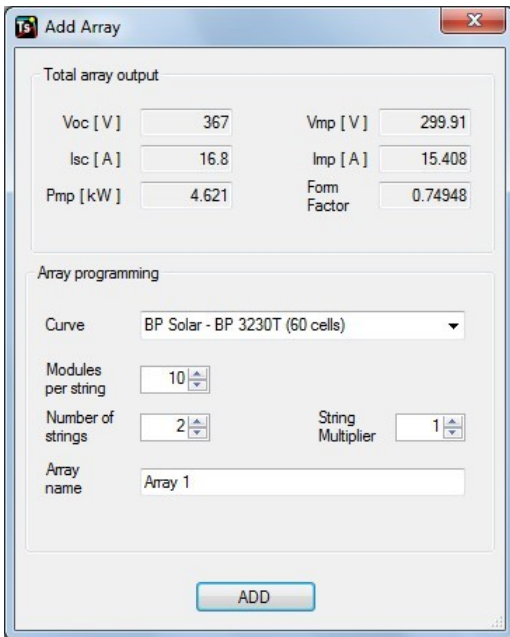 TS Add Array
Total array output
Voc [ V ] 367 Vmp [ V ] 299.91
Isc [ A ] 16.8 Imp [ A ] 15.408
Pmp [ kW ] 4.621 Form Factor 0.74948
Array programming
Curve BP Solar - BP 3230T (60 cells)
Modules per string 10
Number of strings 2 String Multiplier 1
Array name Array 1
ADD